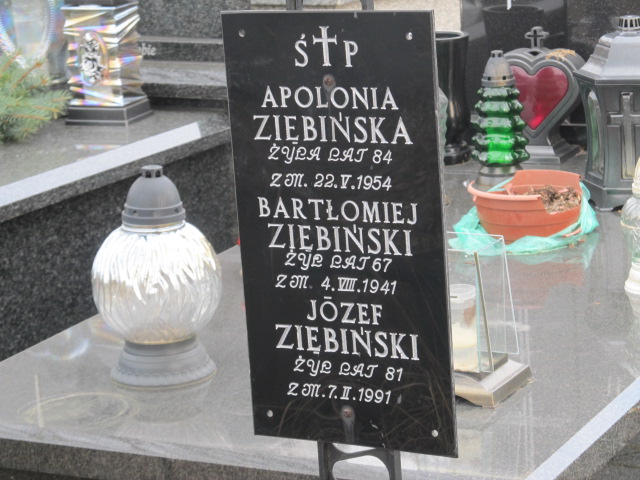 Ś✝P
APOLONIA
ZIĘBIŃSKA
ŻYŁA LAT 84
ZM. 22.V.1954
BARTŁOMIEJ
ZIĘBIŃSKI
ŻYŁ LAT 67
ZM. 4.VIII.1941
JÓZEF
ZIĘBIŃSKI
ŻYŁ LAT 81
ZM. 7.II.1991